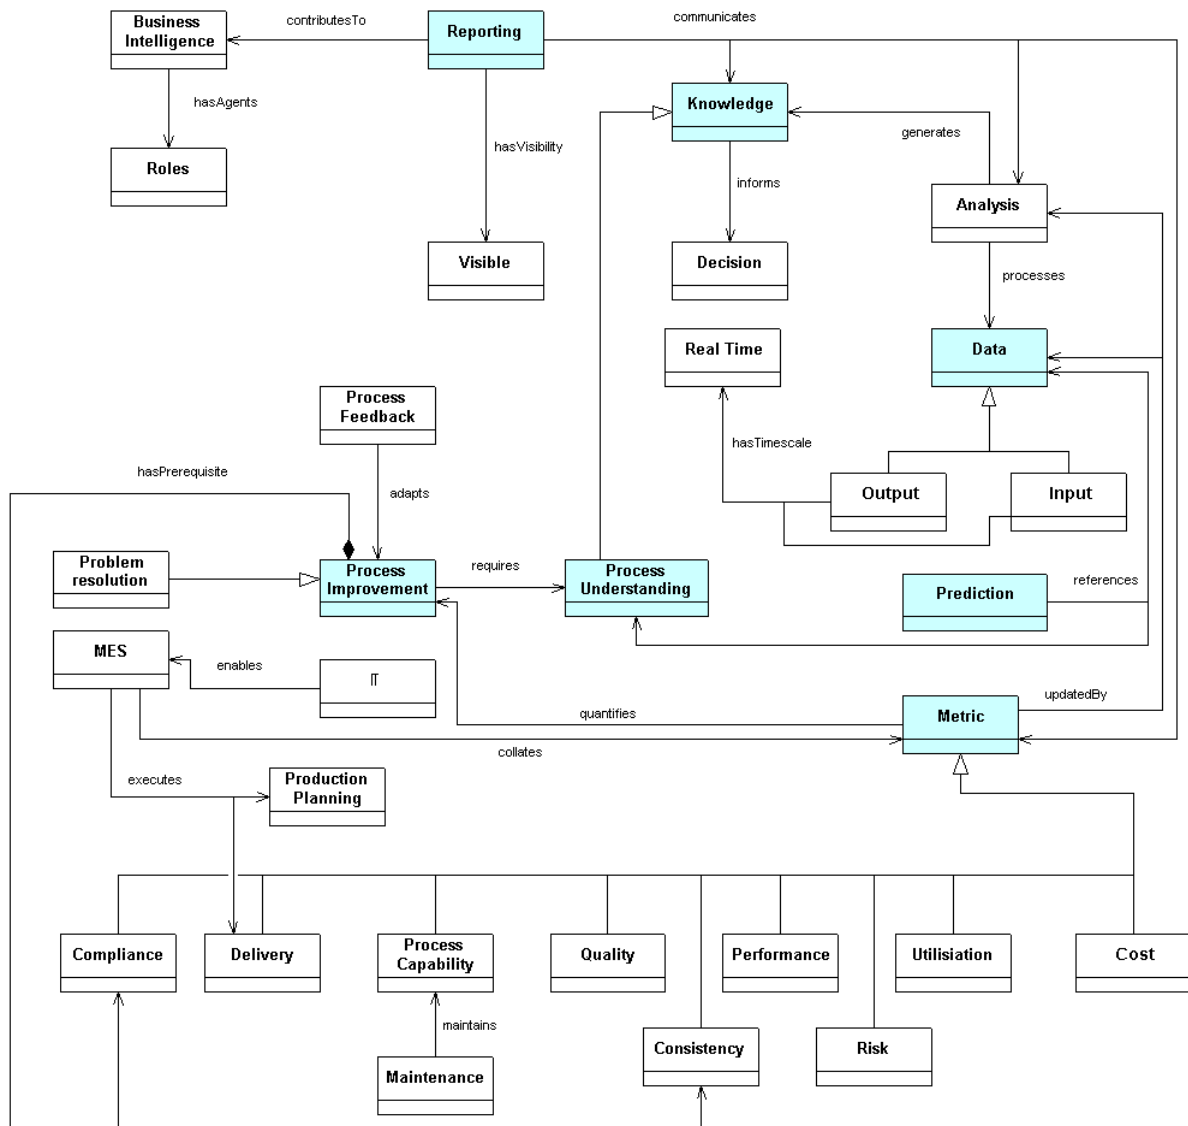 Business
Intelligence
contributesTo
Reporting
communicates
hasAgents
Knowledge
generates
Roles
hasVisibility
informs
Analysis
Visible
Decision
processes
Real Time
Data
Process
Feedback
hasTimescale
hasPrerequisite
adapts
Output
Input
Problem
resolution
Process
Improvement
requires
Process
Understanding
Prediction
references
MES
enables
IT
quantifies
Metric
updatedBy
collates
executes
Production
Planning
Compliance
Delivery
Process
Capability
Quality
Performance
Utilisiation
Cost
maintains
Consistency
Risk
Maintenance